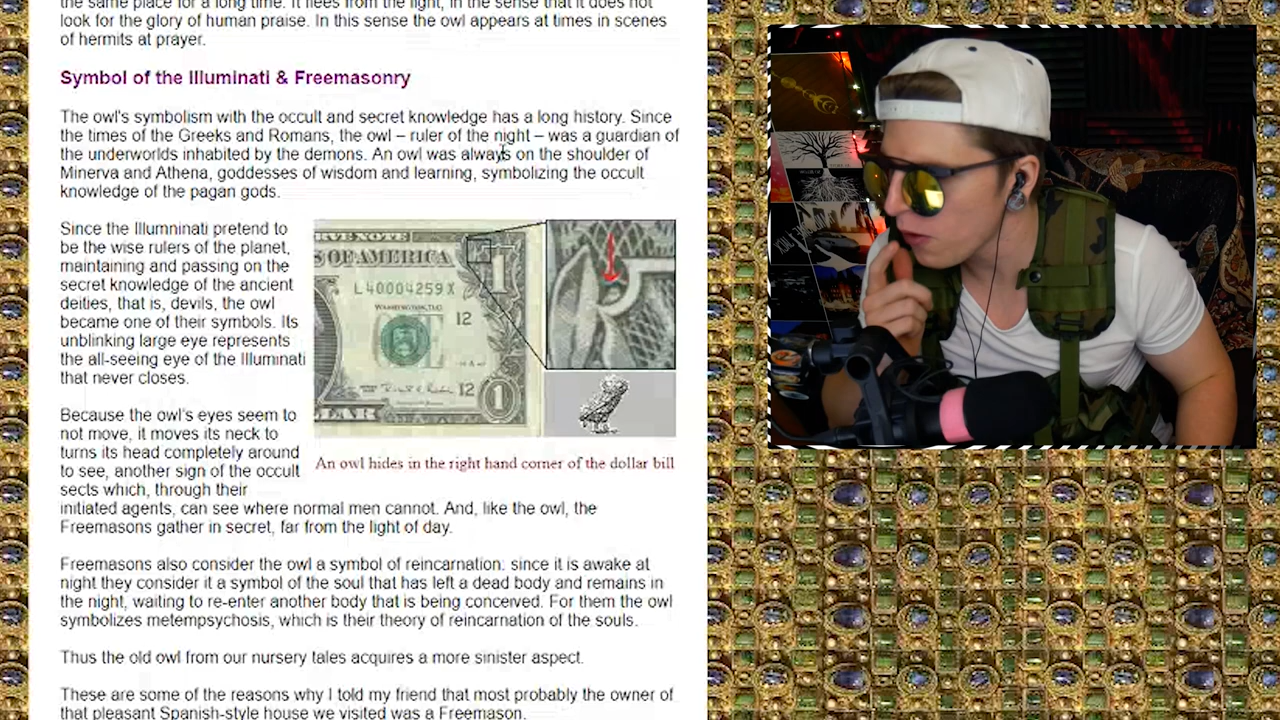 the same place for a long time. It flees from the light, in the sense that it does not
look for the glory of human praise. In this sense the owl appears at times in scenes
of hermits at prayer.
Symbol of the Illuminati & Freemasonry
The owl's symbolism with the occult and secret knowledge has a long history. Since
the times of the Greeks and Romans, the owl – ruler of the night – was a guardian of
the underworlds inhabited by the demons. An owl was always on the shoulder of
Minerva and Athena, goddesses of wisdom and learning, symbolizing the occult
knowledge of the pagan gods.
Since the Illumninati pretend to
be the wise rulers of the planet,
maintaining and passing on the
secret knowledge of the ancient
deities, that is, devils, the owl
became one of their symbols. Its
unblinking large eye represents
the all-seeing eye of the Illuminati
that never closes.
RVE NOTE
S OF AMERICA
1
L 40004259 X
WASHINGTON, D.C.
12
12
1
LAR
An owl hides in the right hand corner of the dollar bill
Because the owl's eyes seem to
not move, it moves its neck to
turns its head completely around
to see, another sign of the occult
sects which, through their
initiated agents, can see where normal men cannot. And, like the owl, the
Freemasons gather in secret, far from the light of day.
Freemasons also consider the owl a symbol of reincarnation: since it is awake at
night they consider it a symbol of the soul that has left a dead body and remains in
the night, waiting to re-enter another body that is being conceived. For them the owl
symbolizes metempsychosis, which is their theory of reincarnation of the souls.
Thus the old owl from our nursery tales acquires a more sinister aspect.
These are some of the reasons why I told my friend that most probably the owner of
that pleasant Spanish-style house we visited was a Freemason.